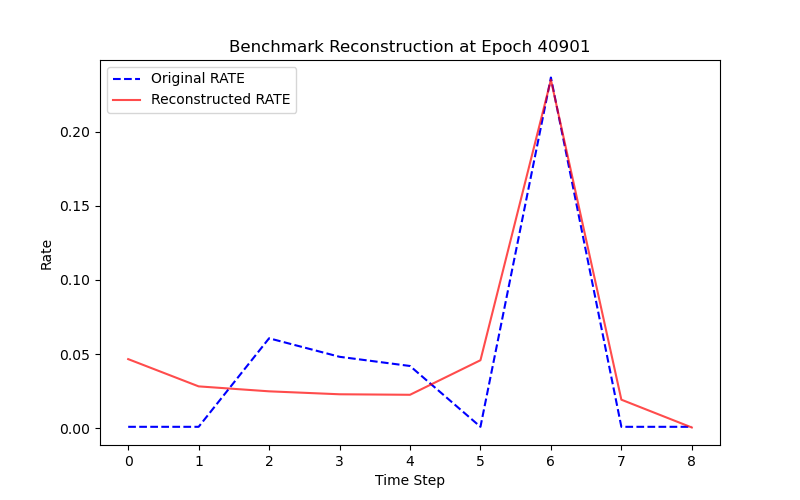 Benchmark Reconstruction at Epoch 40901
Original RATE
Reconstructed RATE
0.20
0.15
0.10
0.05
0.00
Rate
0 1 2 3 4 5 6 7 8
Time Step